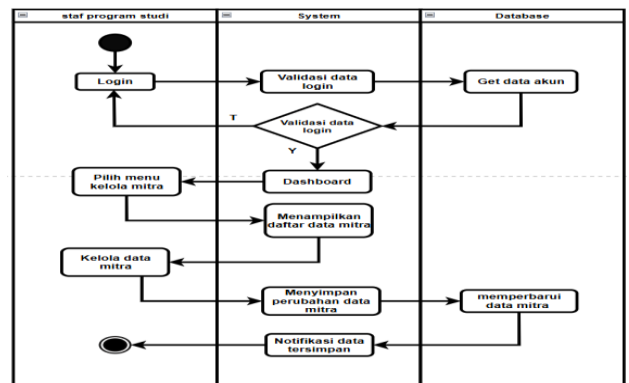 staf program studi
System
Database
Login
Validasi data
login
Get data akun
T
Validasi data
login
Y
Pilih menu
kelola mitra
Dashboard
Menampilkan
daftar data mitra
Kelola data
mitra
Menyimpan
perubahan data
mitra
memperbarui
data mitra
Notifikasi data
tersimpan